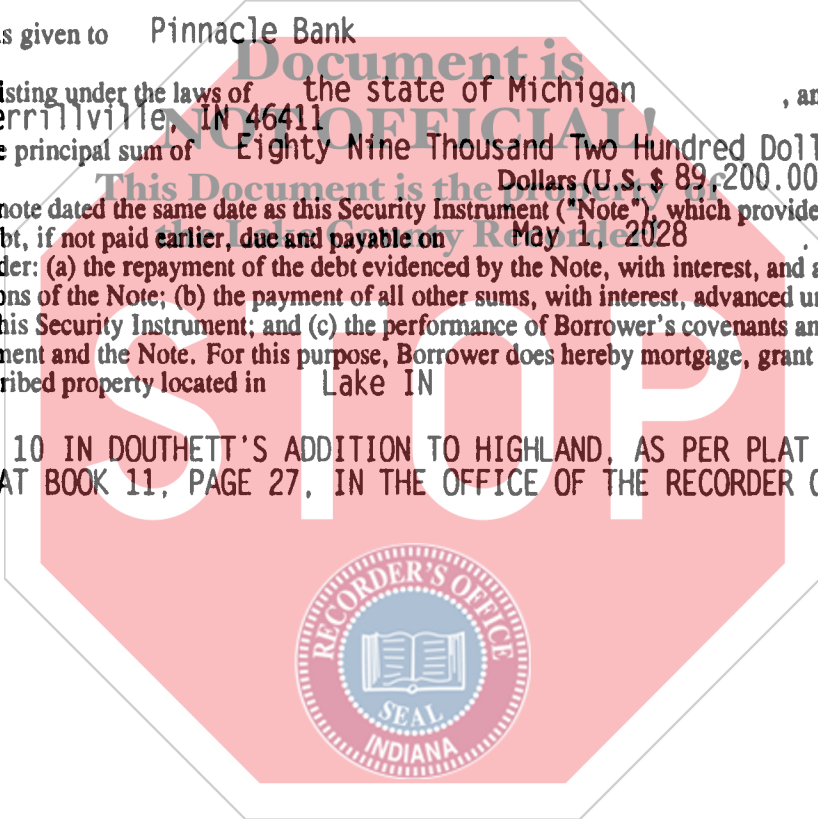 s given to Pinnacle Bank
Document is
isting under the laws of the state of Michigan , an
errillville, IN 46411
NOT OFFICIAL!
e principal sum of Eighty Nine Thousand Two Hundred Doll
Dollars (U.S. $ 89,200.00
This Document is the property of
note dated the same date as this Security Instrument ("Note"), which provide
the Lake County Recorder!
bt, if not paid earlier, due and payable on May 1, 2028 .
der: (a) the repayment of the debt evidenced by the Note, with interest, and a
ons of the Note; (b) the payment of all other sums, with interest, advanced u
his Security Instrument; and (c) the performance of Borrower's covenants an
ment and the Note. For this purpose, Borrower does hereby mortgage, grant
ribed property located in Lake IN
10 IN DOUTHETT'S ADDITION TO HIGHLAND, AS PER PLAT
AT BOOK 11, PAGE 27, IN THE OFFICE OF THE RECORDER O
STOP
RECORDER'S OFFICE
SEAL
INDIANA